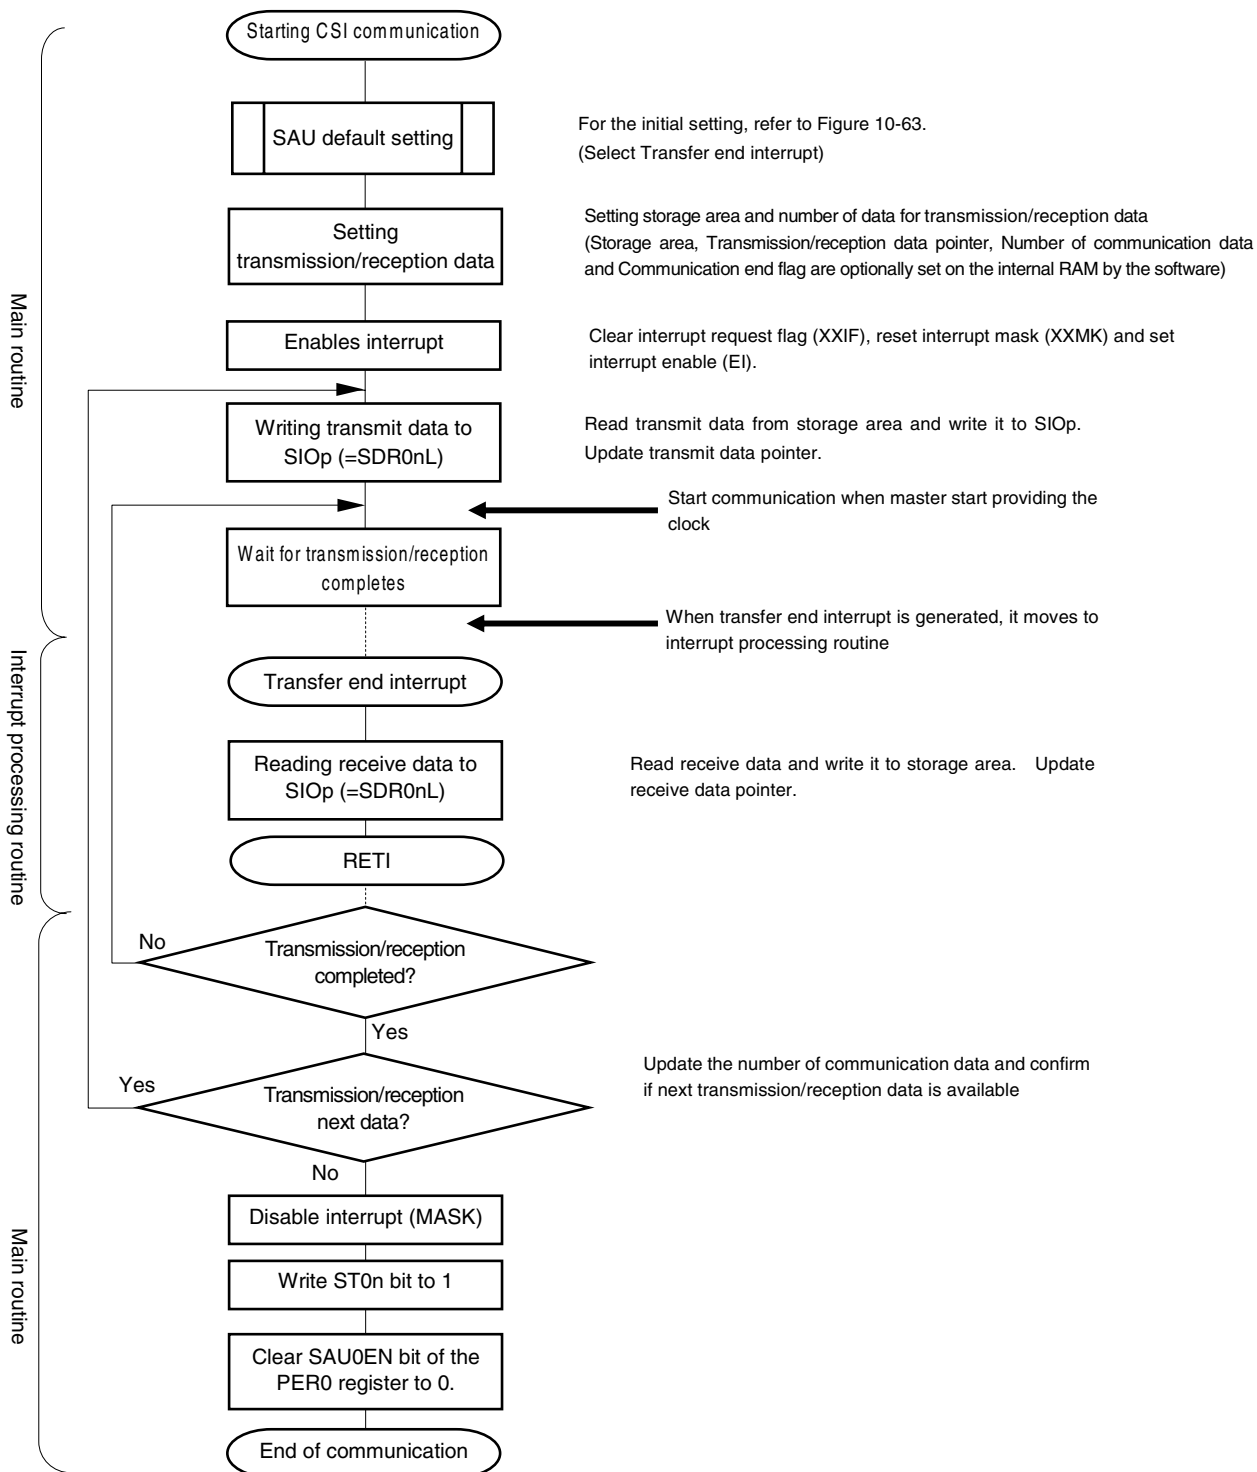 Starting CSI communication
SAU default setting
For the initial setting, refer to Figure 10-63.
(Select Transfer end interrupt)
Setting
transmission/reception data
Setting storage area and number of data for transmission/reception data
(Storage area, Transmission/reception data pointer, Number of communication data
and Communication end flag are optionally set on the internal RAM by the software)
Main routine
Enables interrupt
Clear interrupt request flag (XXIF), reset interrupt mask (XXMK) and set
interrupt enable (EI).
Writing transmit data to
SIOp (=SDR0nL)
Read transmit data from storage area and write it to SIOp.
Update transmit data pointer.
Start communication when master start providing the
clock
Wait for transmission/reception
completes
When transfer end interrupt is generated, it moves to
interrupt processing routine
Interrupt processing routine
Transfer end interrupt
Reading receive data to
SIOp (=SDR0nL)
Read receive data and write it to storage area. Update
receive data pointer.
RETI
No
Transmission/reception
completed?
Yes
Yes
Transmission/reception
next data?
Update the number of communication data and confirm
if next transmission/reception data is available
No
Main routine
Disable interrupt (MASK)
Write ST0n bit to 1
Clear SAU0EN bit of the
PER0 register to 0.
End of communication